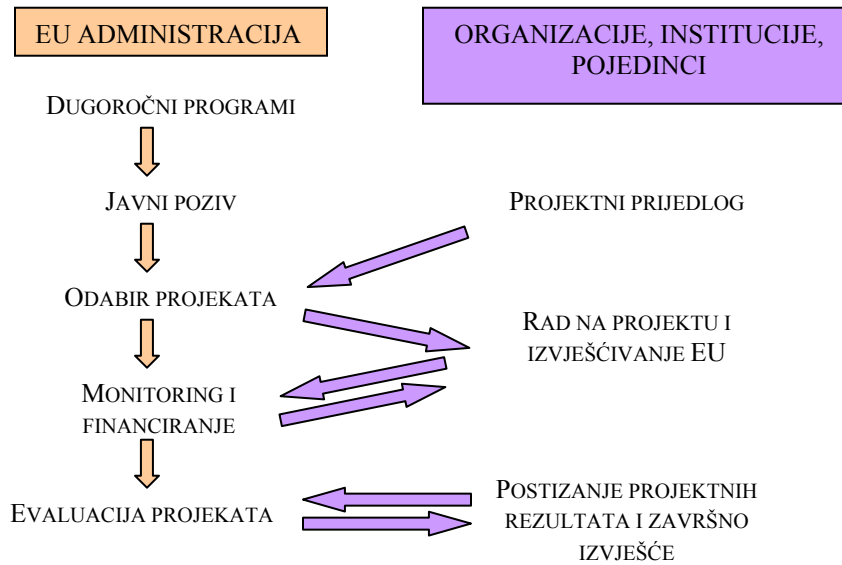 EU ADMINISTRACIJA
ORGANIZACIJE, INSTITUCIJE,
POJEDINCI
DUGOROČNI PROGRAMI
JAVNI POZIV
PROJEKTNI PRIJEDLOG
ODABIR PROJEKATA
RAD NA PROJEKTU I
IZVJEŠĆIVANJE EU
MONITORING I
FINANCIRANJE
EVALUACIJA PROJEKATA
POSTIZANJE PROJEKTNIH
REZULTATA I ZAVRŠNO
IZVJEŠĆE